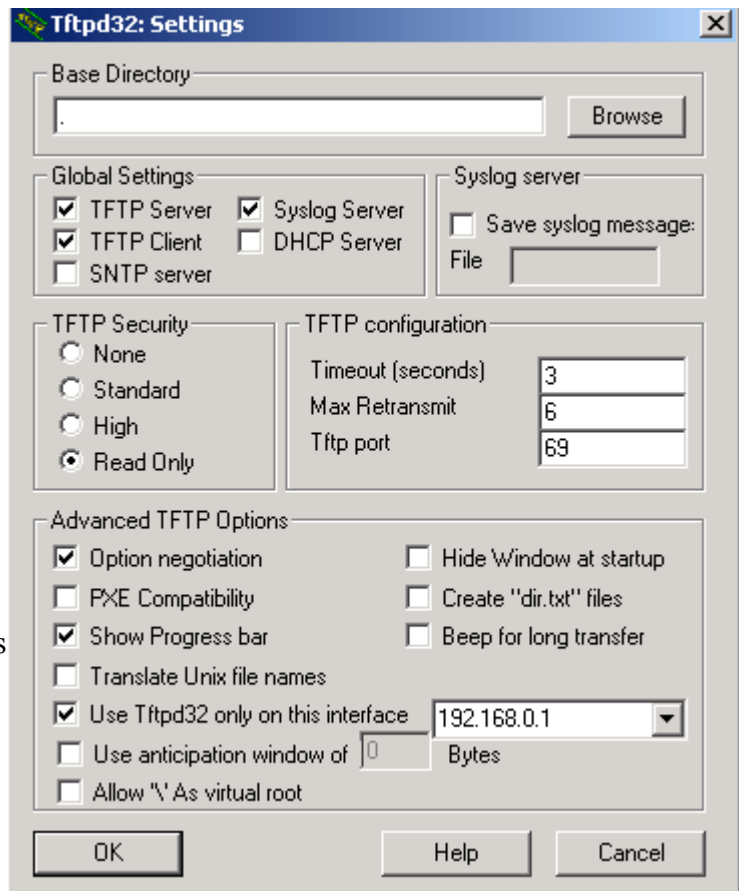 Tftpd32: Settings
Base Directory
.
Browse
Global Settings
TFTP Server
Syslog Server
TFTP Client
DHCP Server
SNTP server
Syslog server
Save syslog message:
File
TFTP Security
None
Standard
High
Read Only
TFTP configuration
Timeout (seconds)
3
Max Retransmit
6
Tftp port
69
Advanced TFTP Options
Option negotiation
Hide Window at startup
PXE Compatibility
Create "dir.txt" files
Show Progress bar
Beep for long transfer
s
Translate Unix file names
Use Tftpd32 only on this interface
192.168.0.1
Use anticipation window of
0
Bytes
Allow '\' As virtual root
OK
Help
Cancel